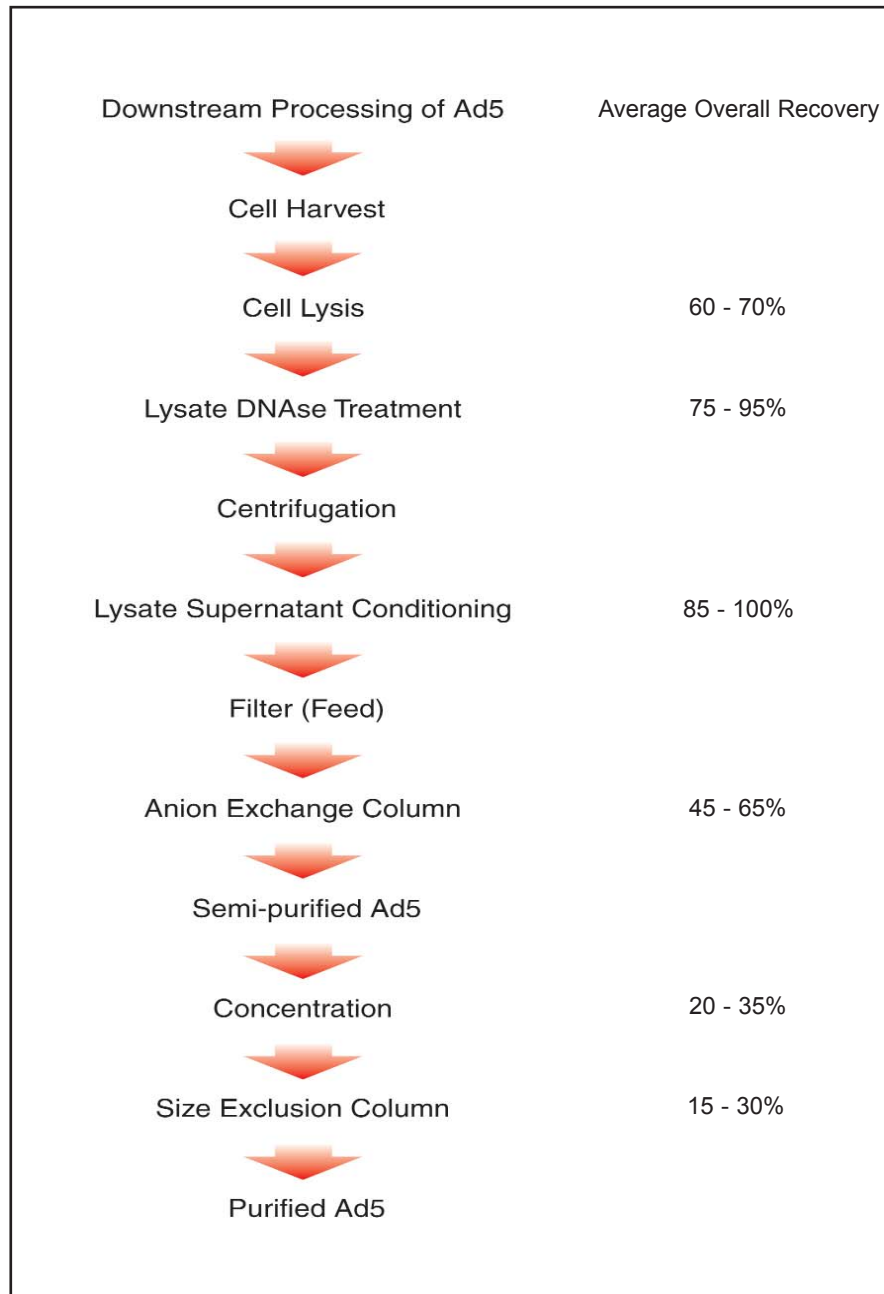 Downstream Processing of Ad5 Average Overall Recovery
Cell Harvest
Cell Lysis 60 - 70%
Lysate DNAse Treatment 75 - 95%
Centrifugation
Lysate Supernatant Conditioning 85 - 100%
Filter (Feed)
Anion Exchange Column 45 - 65%
Semi-purified Ad5
Concentration 20 - 35%
Size Exclusion Column 15 - 30%
Purified Ad5